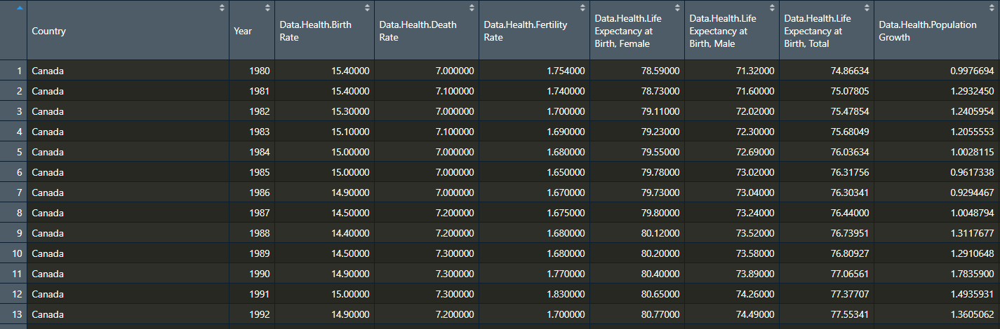 Country Year Data.Health.Birth Rate Data.Health.Death Rate Data.Health.Fertility Rate Data.Health.Life Expectancy at Birth, Female Data.Health.Life Expectancy at Birth, Male Data.Health.Life Expectancy at Birth, Total Data.Health.Population Growth
1 Canada 1980 15.40000 7.000000 1.754000 78.59000 71.32000 74.86634 0.9976694
2 Canada 1981 15.40000 7.100000 1.740000 78.73000 71.60000 75.07805 1.2932450
3 Canada 1982 15.30000 7.000000 1.700000 79.11000 72.02000 75.47854 1.2405954
4 Canada 1983 15.10000 7.100000 1.690000 79.23000 72.30000 75.68049 1.2055553
5 Canada 1984 15.00000 7.000000 1.680000 79.55000 72.69000 76.03634 1.0028115
6 Canada 1985 15.00000 7.000000 1.650000 79.78000 73.02000 76.31756 0.9617338
7 Canada 1986 14.90000 7.000000 1.670000 79.73000 73.04000 76.30341 0.9294467
8 Canada 1987 14.50000 7.200000 1.675000 79.80000 73.24000 76.44000 1.0048794
9 Canada 1988 14.40000 7.200000 1.680000 80.12000 73.52000 76.73951 1.3117677
10 Canada 1989 14.50000 7.300000 1.680000 80.20000 73.58000 76.80927 1.2910648
11 Canada 1990 14.90000 7.300000 1.770000 80.40000 73.89000 77.06561 1.7835900
12 Canada 1991 15.00000 7.300000 1.830000 80.65000 74.26000 77.37707 1.4935931
13 Canada 1992 14.90000 7.200000 1.700000 80.77000 74.49000 77.55341 1.3605062